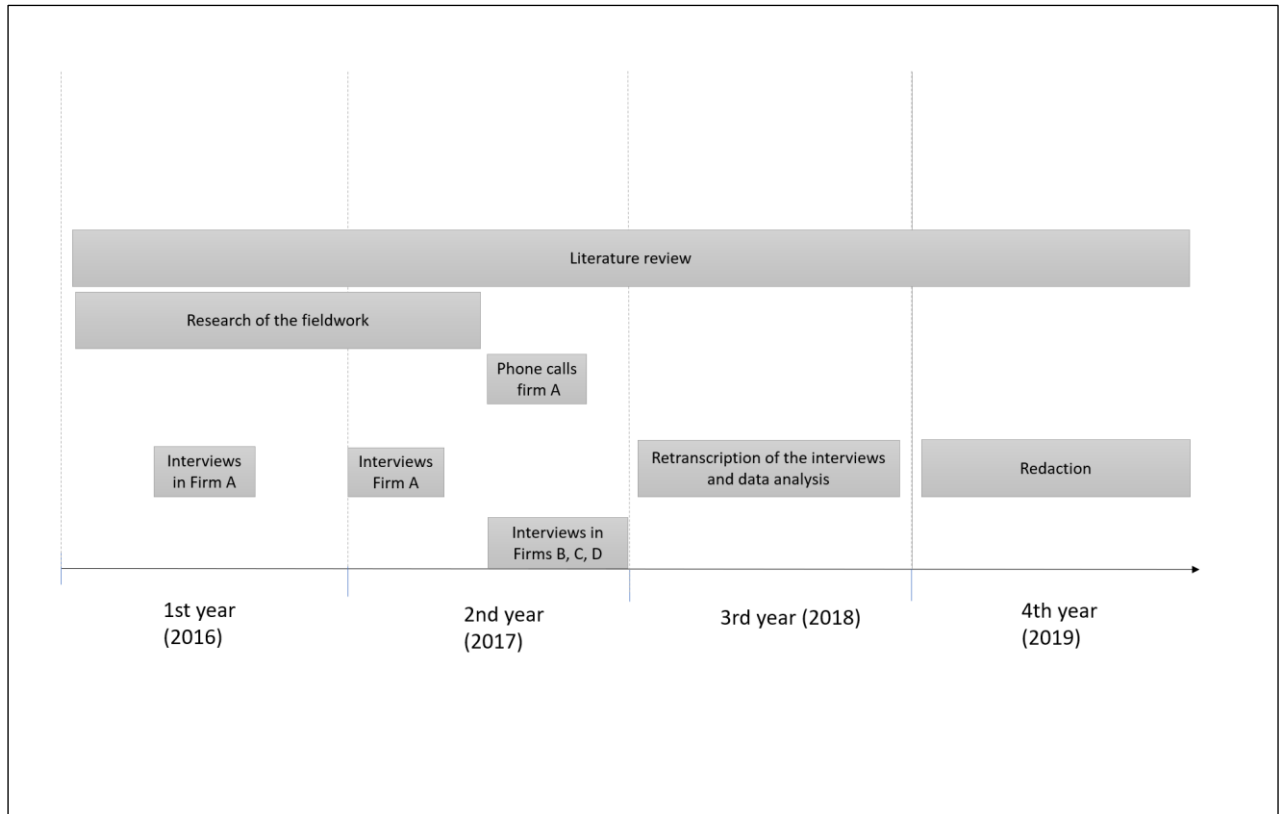 Literature review
Research of the fieldwork
Phone calls
firm A
Interviews
in Firm A
Interviews
Firm A
Retranscription of the interviews
and data analysis
Redaction
Interviews in
Firms B, C, D
1st year
(2016)
2nd year
(2017)
3rd year (2018)
4th year
(2019)